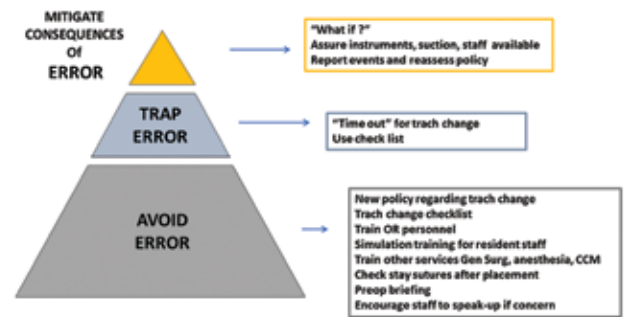 MITIGATE
CONSEQUENCES
Of
ERROR
"What if ?"
Assure instruments, suction, staff available
Report events and reassess policy
TRAP
ERROR
"Time out" for trach change
Use check list
AVOID
ERROR
New policy regarding trach change
Trach change checklist
Train OR personnel
Simulation training for resident staff
Train other services Gen Surg, anesthesia, CCM
Check stay sutures after placement
Preop briefing
Encourage staff to speak-up if concern